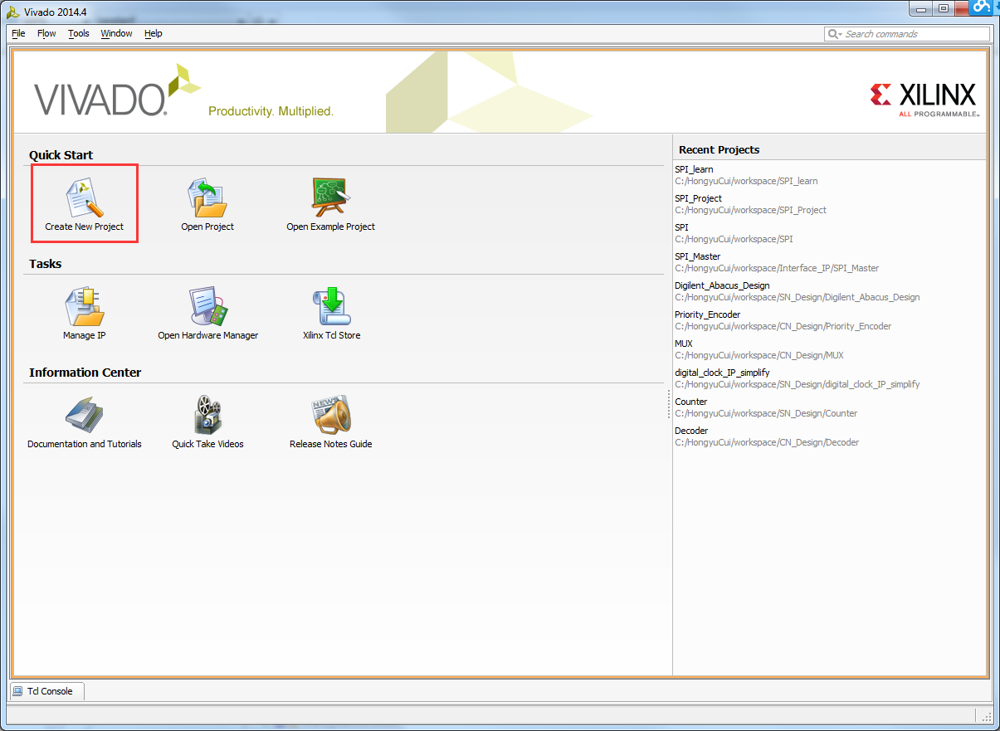 Vivado 2014.4
File Flow Tools Window Help
Search commands
VIVADO.
Productivity. Multiplied.
XILINX
ALL PROGRAMMABLE™
Quick Start
Create New Project
Open Project
Open Example Project
Tasks
Manage IP
Open Hardware Manager
Xilinx Tcl Store
Information Center
NEWS
Documentation and Tutorials
Quick Take Videos
Release Notes Guide
Recent Projects
SPI_learn
C:/HongyuCui/workspace/SPI_learn
SPI_Project
C:/HongyuCui/workspace/SPI_Project
SPI
C:/HongyuCui/workspace/SPI
SPI_Master
C:/HongyuCui/workspace/Interface_IP/SPI_Master
Digilent_Abacus_Design
C:/HongyuCui/workspace/SN_Design/Digilent_Abacus_Design
Priority_Encoder
C:/HongyuCui/workspace/CN_Design/Priority_Encoder
MUX
C:/HongyuCui/workspace/CN_Design/MUX
digital_clock_IP_simplify
C:/HongyuCui/workspace/SN_Design/digital_clock_IP_simplify
Counter
C:/HongyuCui/workspace/SN_Design/Counter
Decoder
C:/HongyuCui/workspace/CN_Design/Decoder
Tcl Console